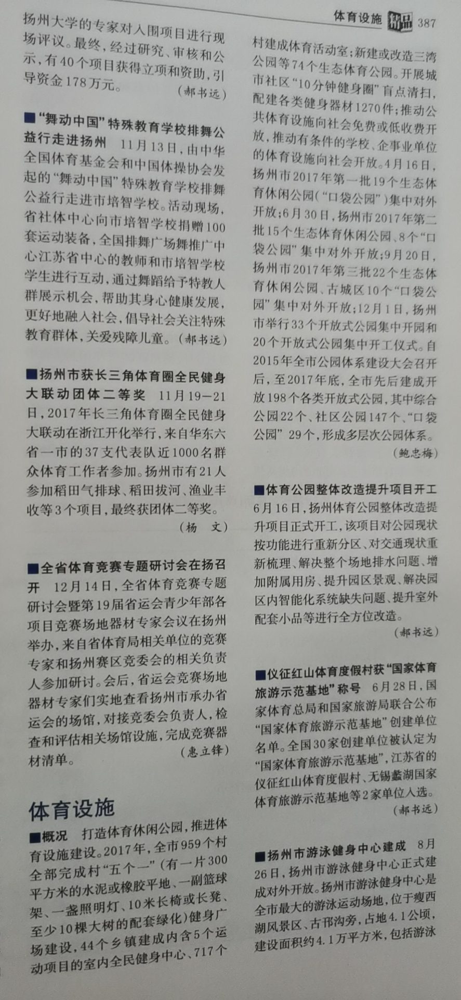 体育设施 精品 387
扬州大学的专家对入围项目进行现
场评议。最终，经过研究、审核和公
示，有40个项目获得立项和资助，引
导资金178万元。 （郝书远）
■“舞动中国”特殊教育学校排舞公
益行走进扬州 11月13日，由中华
全国体育基金会和中国体操协会发
起的“舞动中国”特殊教育学校排舞
公益行走进市培智学校。活动现场，
省社体中心向市培智学校捐赠100
套运动装备，全国排舞广场舞推广中
心江苏省中心的教师和市培智学校
学生进行互动，通过舞蹈给予特教人
群展示机会，帮助其身心健康发展，
更好地融入社会，倡导社会关注特殊
教育群体，关爱残障儿童。（郝书远）
■扬州市获长三角体育圈全民健身
大联动团体二等奖 11月19—21
日，2017年长三角体育圈全民健身
大联动在浙江开化举行，来自华东六
省一市的37支代表队近1000名群
众体育工作者参加。扬州市有21人
参加稻田气排球、稻田拔河、渔业丰
收等3个项目，最终获团体二等奖。
（杨 文）
■全省体育竞赛专题研讨会在扬召
开 12月14日，全省体育竞赛专题
研讨会暨第19届省运会青少年部各
项目竞赛场地器材专家会议在扬州
举办，来自省体育局相关单位的竞赛
专家和扬州赛区竞委会的相关负责
人参加研讨。会后，省运会竞赛场地
器材专家们实地查看扬州市承办省
运会的场馆，对接竞委会负责人，检
查和评估相关场馆设施，完成竞赛器
材清单。 （惠立锋）
体育设施
■概况 打造体育休闲公园，推进体
育设施建设。2017年，全市959个村
全部完成村“五个一”（有一片300
平方米的水泥或橡胶平地、一副篮球
架、一盏照明灯、10米长椅或长凳、
至少10棵大树的配套绿化）健身广
场建设，44个乡镇建成内含5个运
动项目的室内全民健身中心、717个
村建成体育活动室；新建或改造三湾
公园等74个生态体育公园。开展城
市社区“10分钟健身圈”盲点清扫，
配建各类健身器材1270件；推动公
共体育设施向社会免费或低收费开
放，推动有条件的学校、企事业单位
的体育设施向社会开放。4月16日，
扬州市2017年第一批19个生态体
育休闲公园（“口袋公园”）集中对外
开放；6月30日，扬州市2017年第二
批15个生态体育休闲公园、8个“口
袋公园”集中对外开放；9月20日，
扬州市2017年第三批22个生态体
育休闲公园、古城区10个“口袋公
园”集中对外开放；12月1日，扬州
市举行33个开放式公园集中开园和
20个开放式公园集中开工仪式。自
2015年全市公园体系建设大会召开
后，至2017年底，全市先后建成开
放198个各类开放式公园，其中综合
公园22个、社区公园147个、“口袋
公园”29个，形成多层次公园体系。
（鲍忠梅）
■体育公园整体改造提升项目开工
6月16日，扬州体育公园整体改造提
升项目正式开工，该项目对公园现状
按功能进行重新分区、对交通现状重
新梳理、解决整个场地排水问题、增
加附属用房、提升园区景观、解决园
区内智能化系统缺失问题、提升室外
配套小品等进行全方位改造。
（郝书远）
■仪征红山体育度假村获“国家体育
旅游示范基地”称号 6月28日，国
家体育总局和国家旅游局联合公布
“国家体育旅游示范基地”创建单位
名单。全国30家创建单位被认定为
“国家体育旅游示范基地”，江苏省的
仪征红山体育度假村、无锡蠡湖国家
体育旅游示范基地等2家单位入选。
（郝书远）
■扬州市游泳健身中心建成 8月
26日，扬州市游泳健身中心正式建
成对外开放。扬州市游泳健身中心是
全市最大的游泳运动场地，位于瘦西
湖风景区、古邗沟旁，占地4.1公顷，
建设面积约4.1万平方米，包括游泳